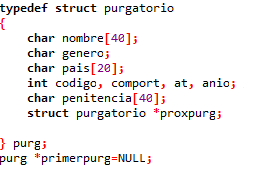 typedef struct purgatorio
{
char nombre[40];
char genero;
char pais[20];
int codigo, comport, at, anio;
char penitencia[40];
struct purgatorio *proxpurg;
} purg;
purg *primerpurg=NULL;